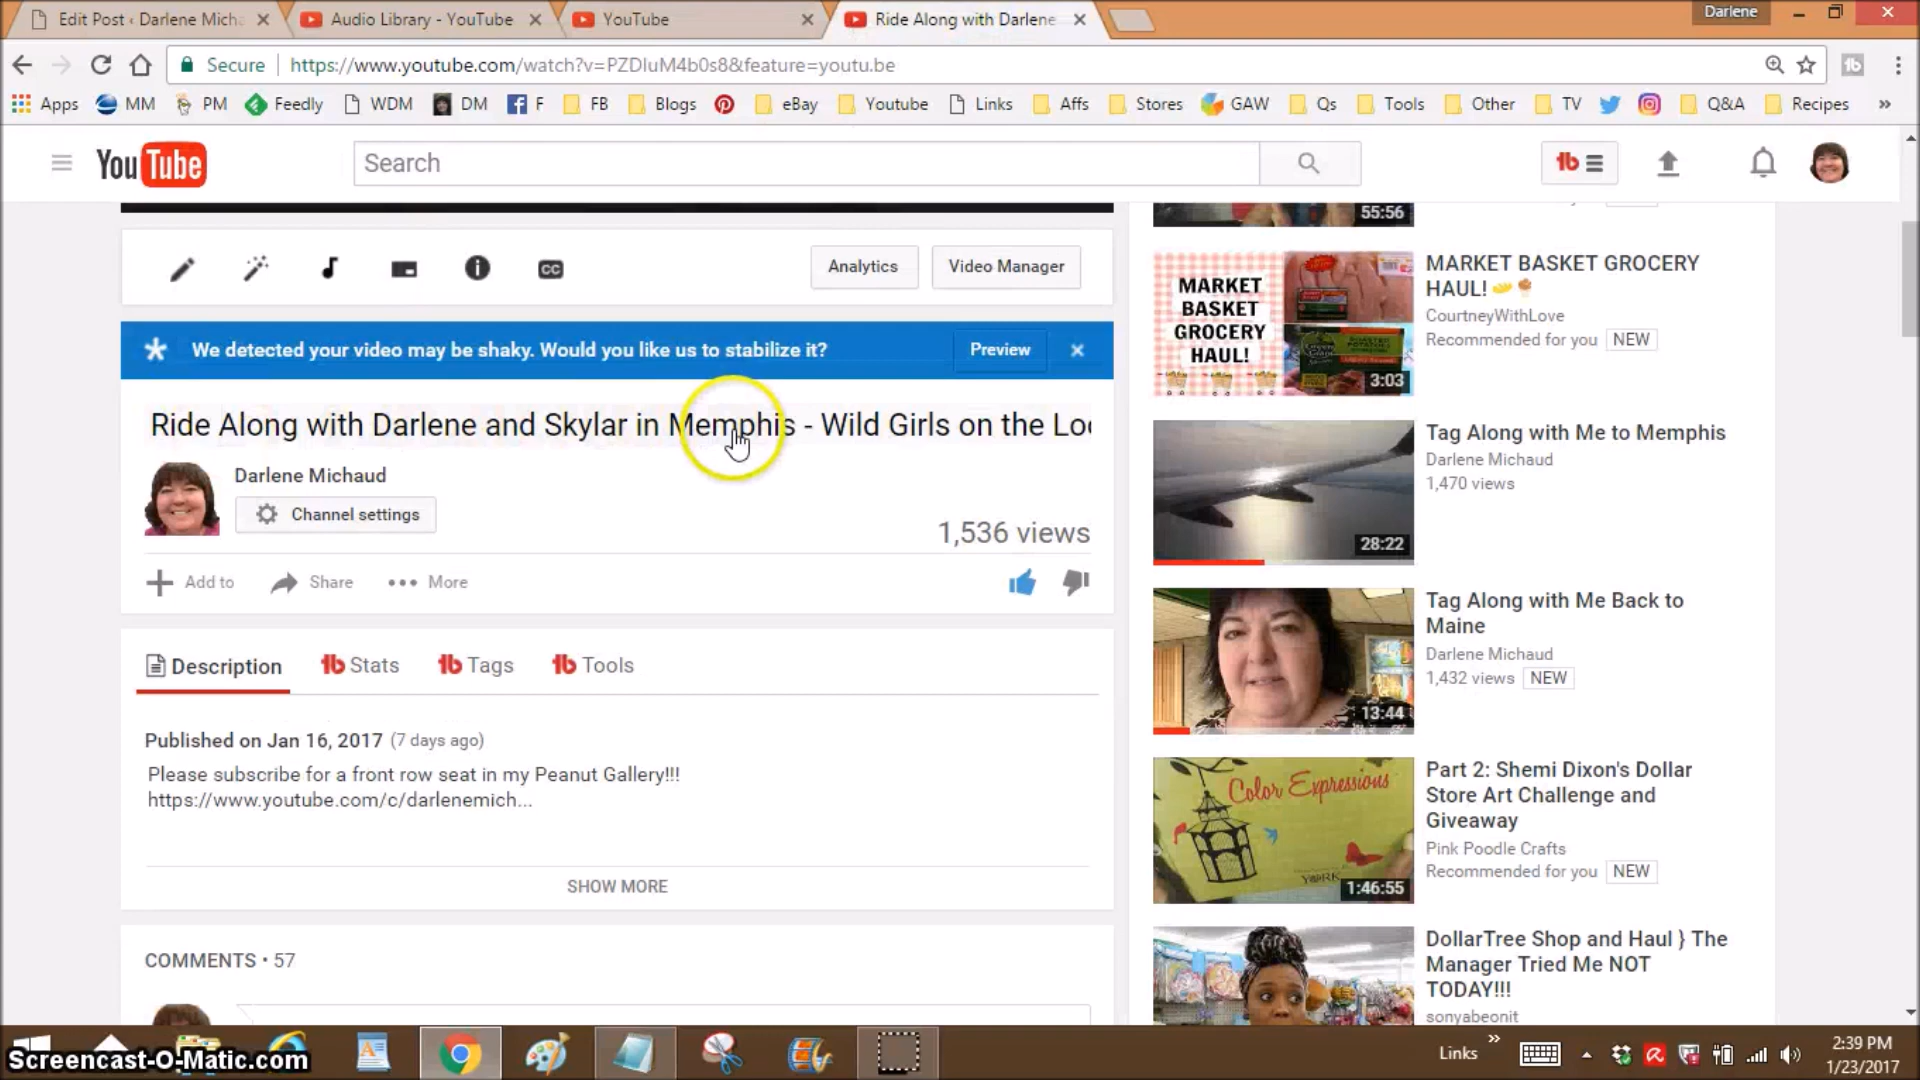 Edit Post ‹ Darlene Mich
Audio Library - YouTube
YouTube
Ride Along with Darlene
Darlene
Secure
https://www.youtube.com/watch?v=PZDIuM4b0s8&feature=youtu.be
Apps MM PM Feedly WDM DM F FB Blogs eBay Youtube Links Affs Stores GAW Qs Tools Other TV Q&A Recipes »
YouTube
Search
Analytics
Video Manager
We detected your video may be shaky. Would you like us to stabilize it?
Preview
Ride Along with Darlene and Skylar in Memphis - Wild Girls on the Loo
Darlene Michaud
Channel settings
1,536 views
Add to
Share
More
Description
Stats
Tags
Tools
Published on Jan 16, 2017 (7 days ago)
Please subscribe for a front row seat in my Peanut Gallery!!!
https://www.youtube.com/c/darlenemich...
SHOW MORE
COMMENTS • 57
55:56
MARKET
BASKET
GROCERY
HAUL!
3:03
MARKET BASKET GROCERY
HAUL!
CourtneyWithLove
Recommended for you NEW
28:22
Tag Along with Me to Memphis
Darlene Michaud
1,470 views
13:44
Tag Along with Me Back to
Maine
Darlene Michaud
1,432 views NEW
Color Expressions
1:46:55
Part 2: Shemi Dixon's Dollar
Store Art Challenge and
Giveaway
Pink Poodle Crafts
Recommended for you NEW
DollarTree Shop and Haul } The
Manager Tried Me NOT
TODAY!!!
sonyabeonit
Screencast-O-Matic.com
Links »
2:39 PM
1/23/2017